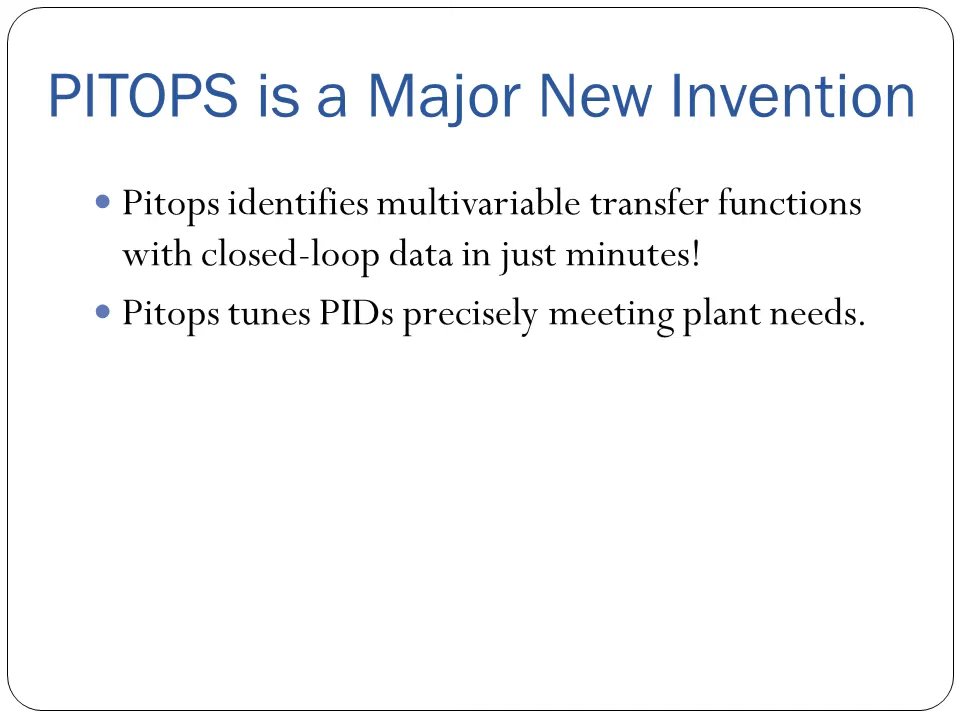 PITOPS is a Major New Invention
• Pitops identifies multivariable transfer functions
with closed-loop data in just minutes!
• Pitops tunes PIDs precisely meeting plant needs.